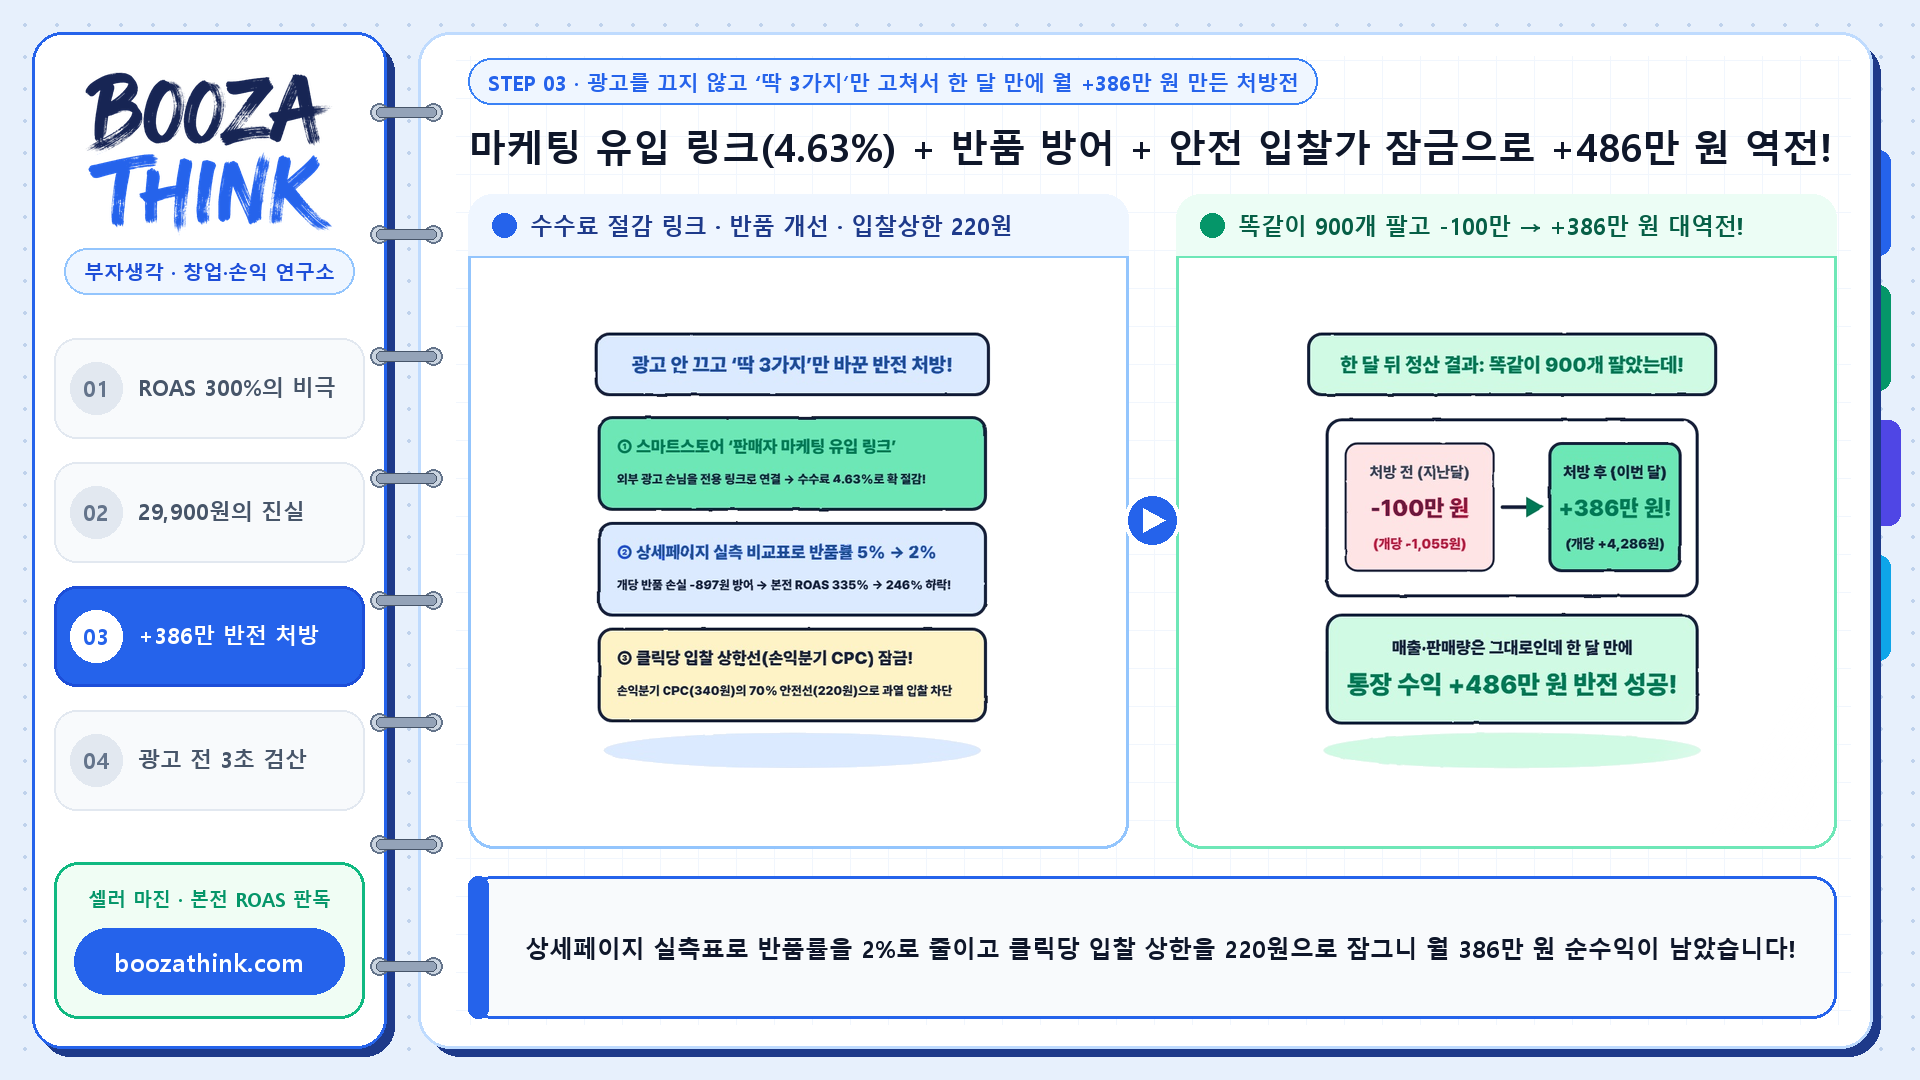 BOOZA
THINK
부자생각 · 창업·손익 연구소
01 ROAS 300%의 비극
02 29,900원의 진실
03 +386만 반전 처방
04 광고 전 3초 검산
셀러 마진 · 본전 ROAS 판독
boozathink.com
STEP 03 · 광고를 끄지 않고 ‘딱 3가지’만 고쳐서 한 달 만에 월 +386만 원 만든 처방전
마케팅 유입 링크(4.63%) + 반품 방어 + 안전 입찰가 잠금으로 +486만 원 역전!
수수료 절감 링크 · 반품 개선 · 입찰상한 220원
광고 안 끄고 ‘딱 3가지’만 바꾼 반전 처방!
① 스마트스토어 ‘판매자 마케팅 유입 링크’
외부 광고 손님을 전용 링크로 연결 → 수수료 4.63%로 확 절감!
② 상세페이지 실측 비교표로 반품률 5% → 2%
개당 반품 손실 -897원 방어 → 본전 ROAS 335% → 246% 하락!
③ 클릭당 입찰 상한선(손익분기 CPC) 잠금!
손익분기 CPC(340원)의 70% 안전선(220원)으로 과열 입찰 차단
똑같이 900개 팔고 -100만 → +386만 원 대역전!
한 달 뒤 정산 결과: 똑같이 900개 팔았는데!
처방 전 (지난달)
-100만 원
(개당 -1,055원)
처방 후 (이번 달)
+386만 원!
(개당 +4,286원)
매출·판매량은 그대로인데 한 달 만에
통장 수익 +486만 원 반전 성공!
상세페이지 실측표로 반품률을 2%로 줄이고 클릭당 입찰 상한을 220원으로 잠그니 월 386만 원 순수익이 남았습니다!